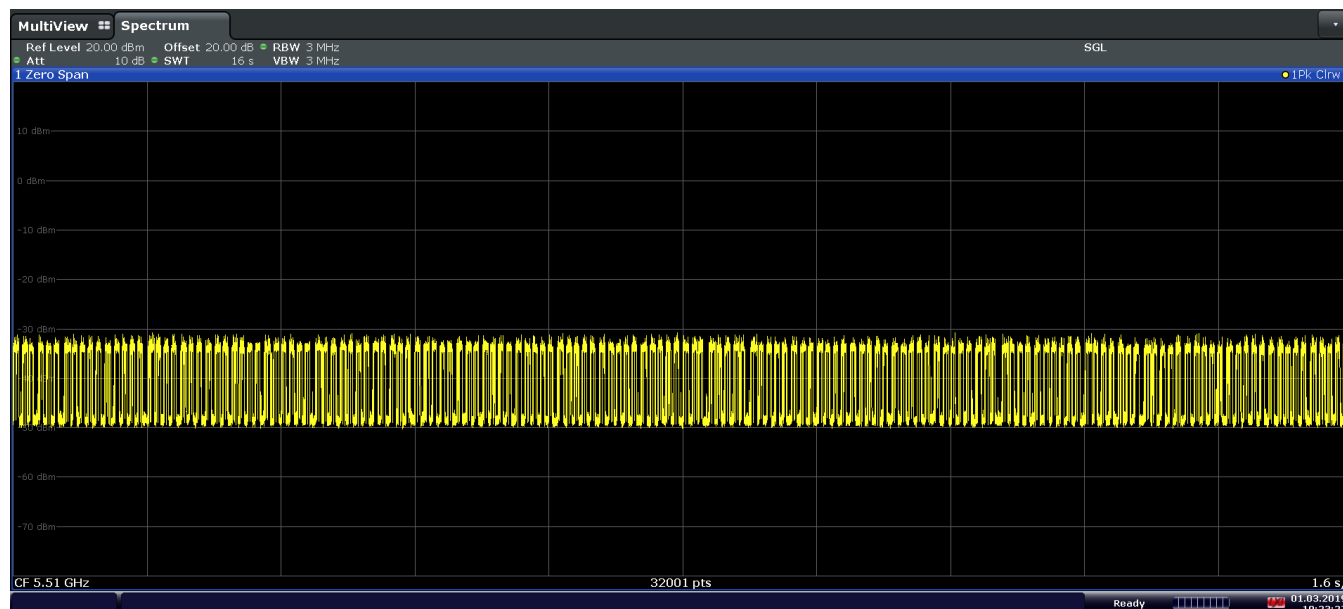 MultiView Spectrum
Ref Level 20.00 dBm Offset 20.00 dB RBW 3 MHz SGL
Att 10 dB SWT 16 s VBW 3 MHz
1 Zero Span 1Pk Clrw
10 dBm
0 dBm
-10 dBm
-20 dBm
-30 dBm
-60 dBm
-70 dBm
CF 5.51 GHz 32001 pts 1.6 s/
Ready